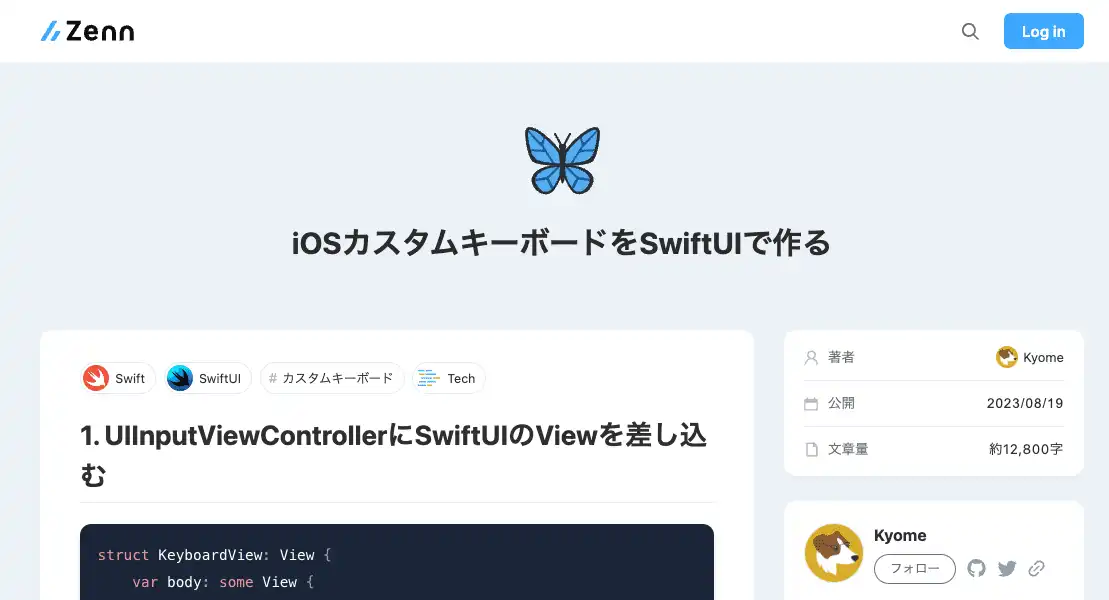 Zenn
Log in
iOSカスタムキーボードをSwiftUIで作る
Swift
SwiftUI
# カスタムキーボード
Tech
1. UIInputViewControllerにSwiftUIのViewを差し込
む
struct KeyboardView: View {
var body: some View {
著者
Kyome
公開
2023/08/19
文章量
約12,800字
Kyome
フォロー